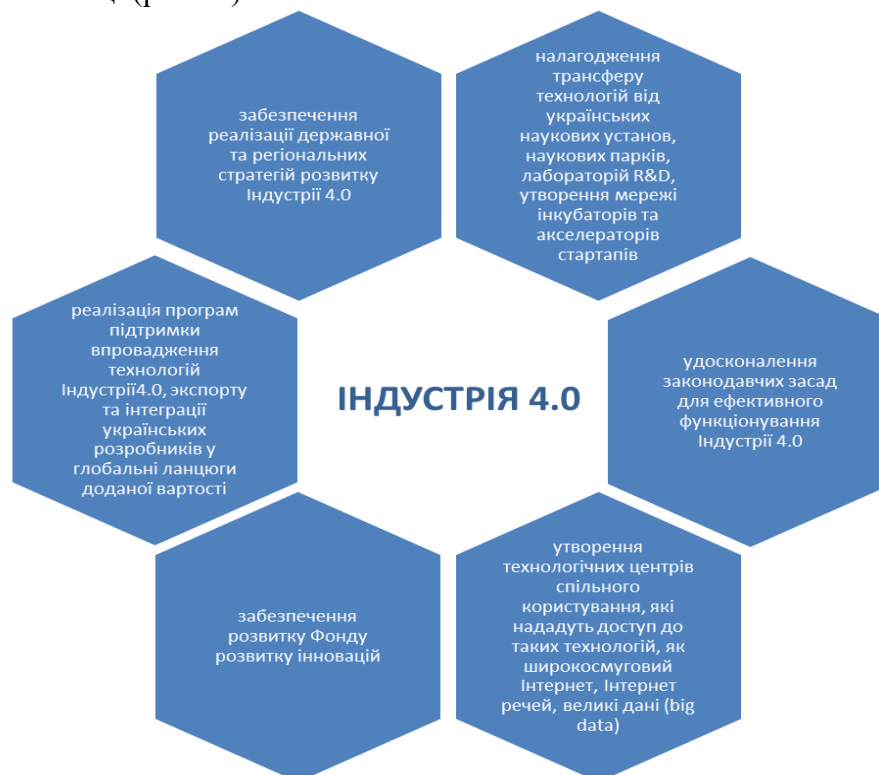 забезпечення
реалізації державної
та регіональних
стратегій розвитку
Індустрії 4.0
налагодження
трансферу
технологій від
українських
наукових установ,
наукових парків,
лабораторій R&D,
утворення мережі
інкубаторів та
акселераторів
стартапів
реалізація програм
підтримки
впровадження
технологій
Індустрії4.0, экспорту
та інтеграції
українських
розробників у
глобальні ланцюги
доданої вартості
ІНДУСТРІЯ 4.0
удосконалення
законодавчих засад
для ефективного
функціонування
Індустрії 4.0
забезпечення
розвитку Фонду
розвитку інновацій
утворення
технологічних центрів
спільного
користування, які
нададуть доступ до
таких технологій, як
широкосмуговий
Інтернет, Інтернет
речей, великі дані (big
data)